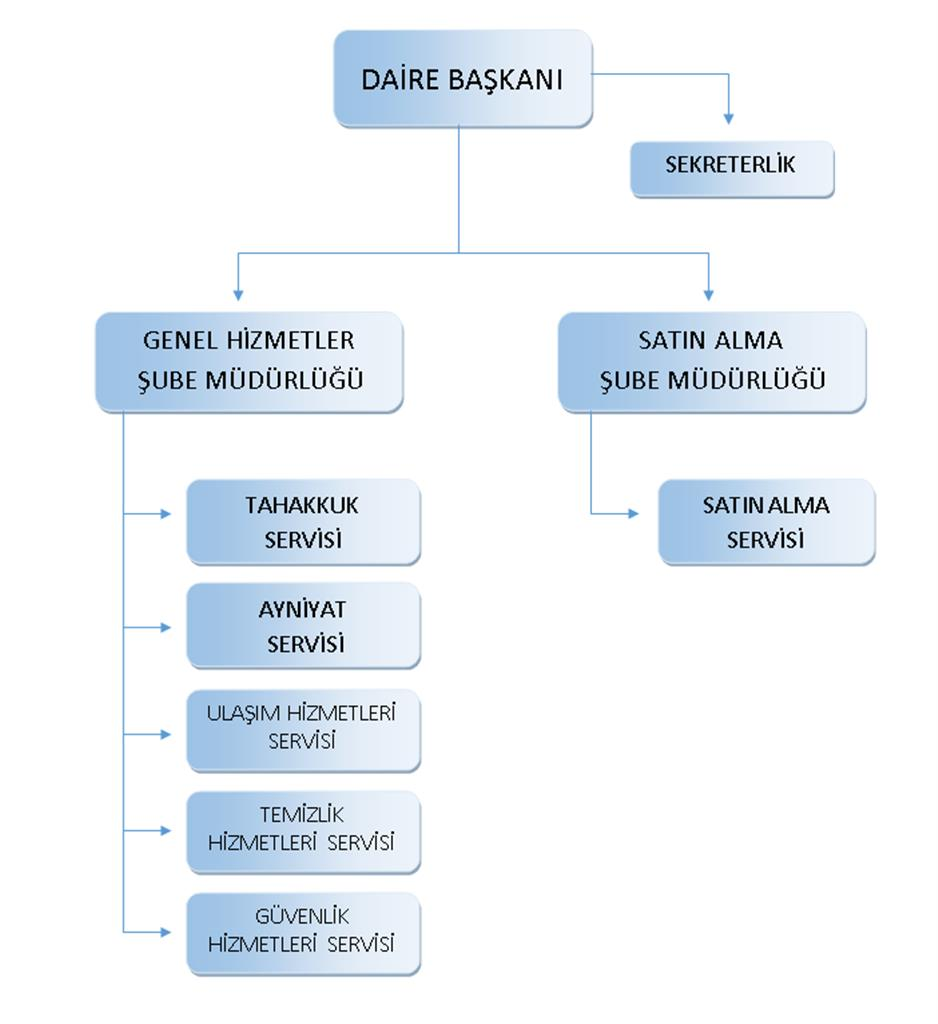 DAİRE BAŞKANI
SEKRETERLİK
GENEL HİZMETLER
ŞUBE MÜDÜRLÜĞÜ
SATIN ALMA
ŞUBE MÜDÜRLÜĞÜ
TAHAKKUK
SERVİSİ
SATIN ALMA
SERVİSİ
AYNİYAT
SERVİSİ
ULAŞIM HİZMETLERİ
SERVİSİ
TEMİZLİK
HİZMETLERİ SERVİSİ
GÜVENLİK
HİZMETLERİ SERVİSİ